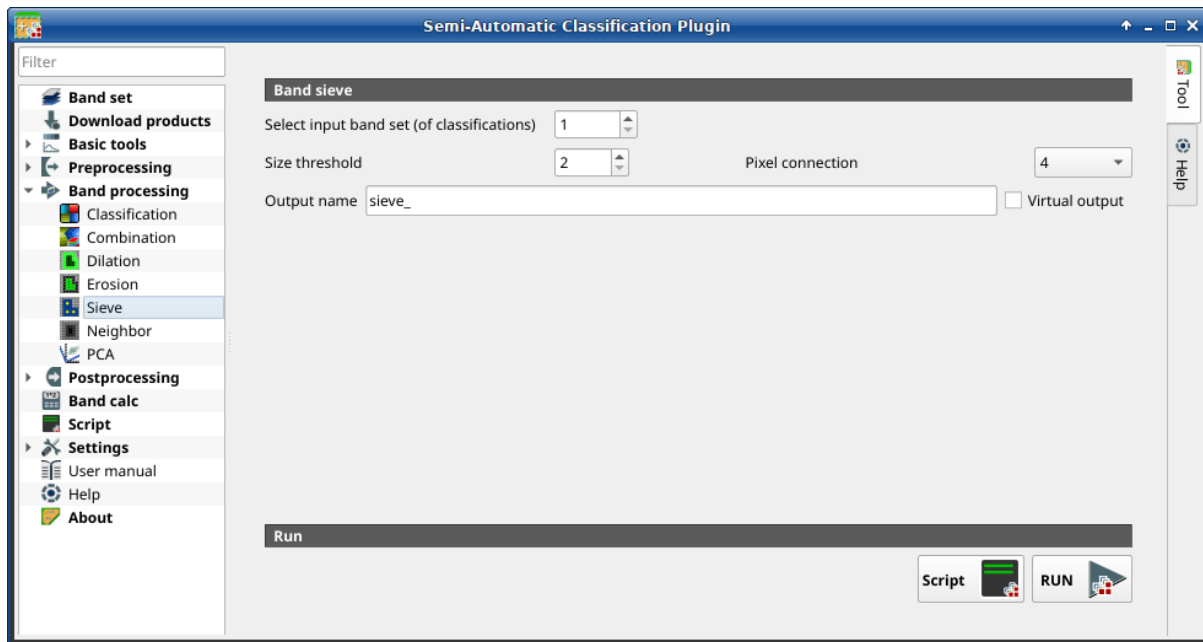 Semi-Automatic Classification Plugin
Filter
Band set
Download products
Basic tools
Preprocessing
Band processing
Classification
Combination
Dilation
Erosion
Sieve
Neighbor
PCA
Postprocessing
Band calc
Script
Settings
User manual
Help
About
Band sieve
Select input band set (of classifications) 1
Size threshold 2 Pixel connection 4
Output name sieve_ Virtual output
Run
Script RUN
Tool
Help